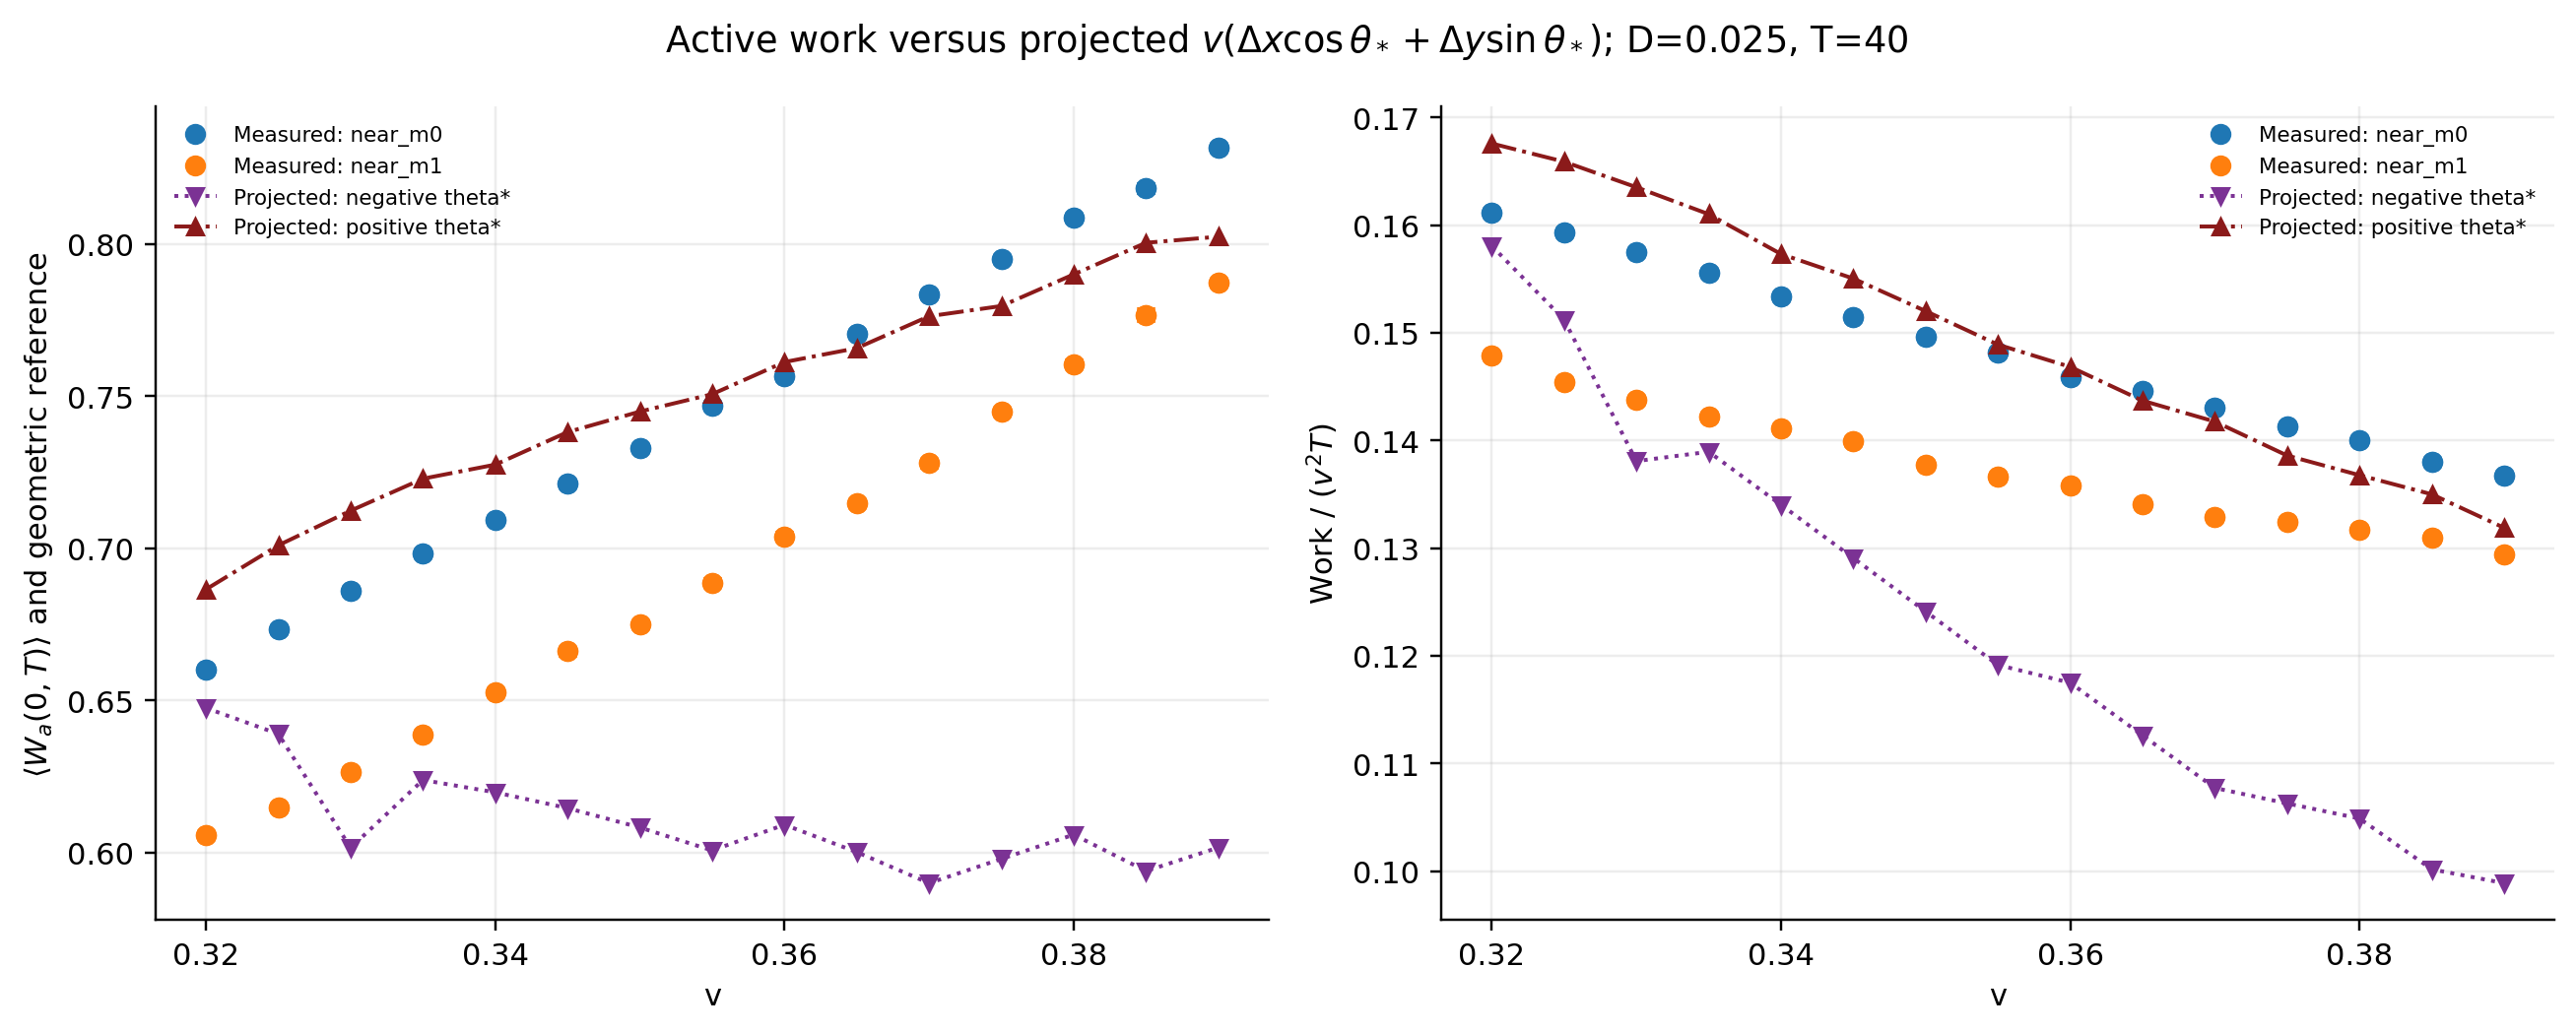 Active work versus projected v(Δx cos θ* + Δy sin θ*); D=0.025, T=40
⟨Wₐ(0, T)⟩ and geometric reference
0.80
0.75
0.70
0.65
0.60
Measured: near_m0
Measured: near_m1
Projected: negative theta*
Projected: positive theta*
0.32 0.34 0.36 0.38
v
Work / (v²T)
0.17
0.16
0.15
0.14
0.13
0.12
0.11
0.10
Measured: near_m0
Measured: near_m1
Projected: negative theta*
Projected: positive theta*
0.32 0.34 0.36 0.38
v